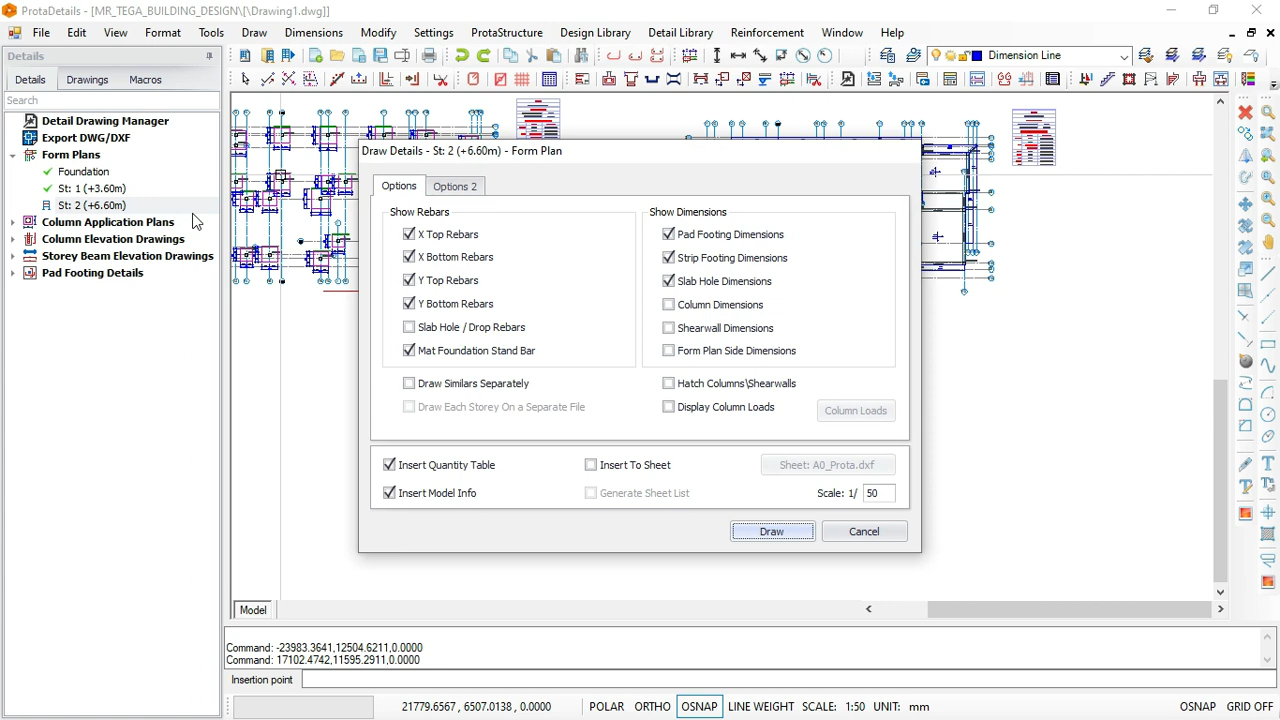 ProtaDetails - [MR_TEGA_BUILDING_DESIGN\[\Drawing1.dwg]]
File Edit View Format Tools Draw Dimensions Modify Settings ProtaStructure Design Library Detail Library Reinforcement Window Help
Details
Dimension Line
Details Drawings Macros
Search
Detail Drawing Manager
Export DWG/DXF
Form Plans
Foundation
St: 1 (+3.60m)
St: 2 (+6.60m)
Column Application Plans
Column Elevation Drawings
Storey Beam Elevation Drawings
Pad Footing Details
Draw Details - St: 2 (+6.60m) - Form Plan
Options Options 2
Show Rebars
X Top Rebars
X Bottom Rebars
Y Top Rebars
Y Bottom Rebars
Slab Hole / Drop Rebars
Mat Foundation Stand Bar
Show Dimensions
Pad Footing Dimensions
Strip Footing Dimensions
Slab Hole Dimensions
Column Dimensions
Shearwall Dimensions
Form Plan Side Dimensions
Draw Similars Separately
Draw Each Storey On a Separate File
Hatch Columns\Shearwalls
Display Column Loads
Column Loads
Insert Quantity Table
Insert To Sheet
Sheet: A0_Prota.dxf
Insert Model Info
Generate Sheet List
Scale: 1/ 50
Draw Cancel
Model
Command: -23983.3641,12504.6211,0.0000
Command: 17102.4742,11595.2911,0.0000
Insertion point
21779.6567 , 6507.0138 , 0.0000 POLAR ORTHO OSNAP LINE WEIGHT SCALE: 1:50 UNIT: mm OSNAP GRID OFF